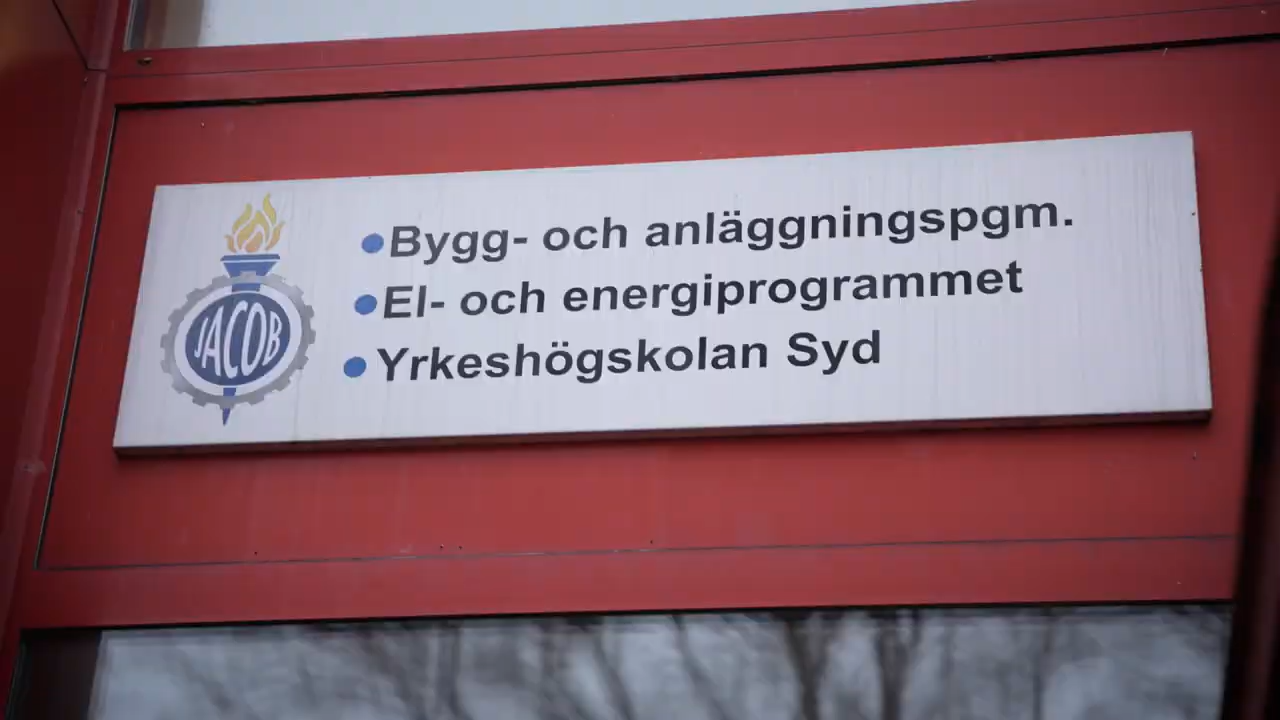 JACOB
•Bygg- och anläggningspgm.
•El- och energiprogrammet
•Yrkeshögskolan Syd